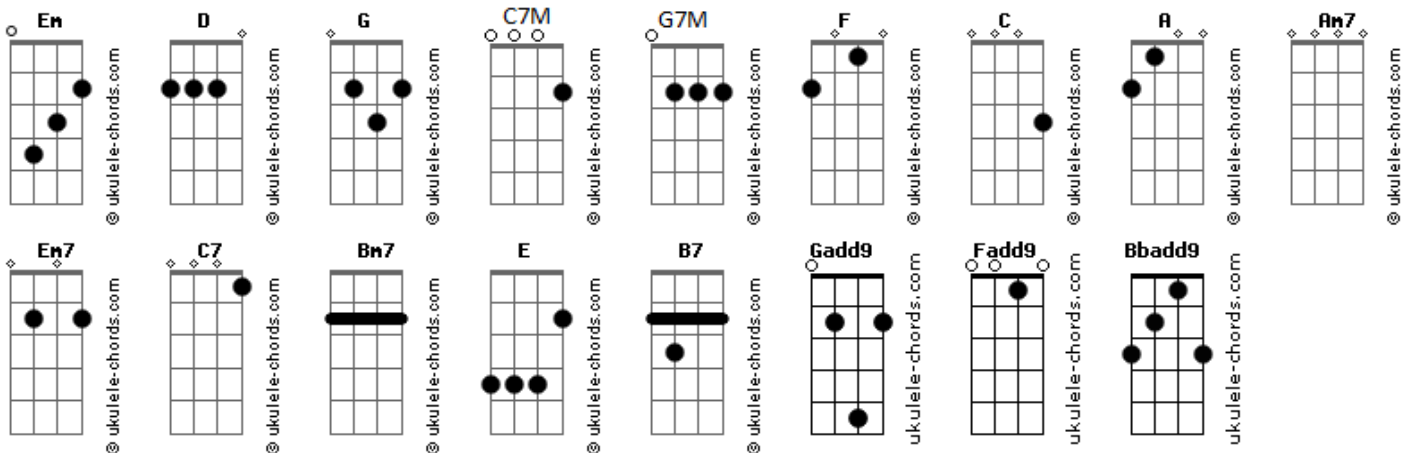 Em D G C7M G7M F C A Am7
© ukulele-chords.com © ukulele-chords.com © ukulele-chords.com © ukulele-chords.com © ukulele-chords.com © ukulele-chords.com © ukulele-chords.com © ukulele-chords.com © ukulele-chords.com
Em7 C7 Bm7 E B7 Gadd9 Fadd9 Bbadd9
© ukulele-chords.com © ukulele-chords.com © ukulele-chords.com © ukulele-chords.com © ukulele-chords.com ukulele-chords.com ukulele-chords.com ukulele-chords.com